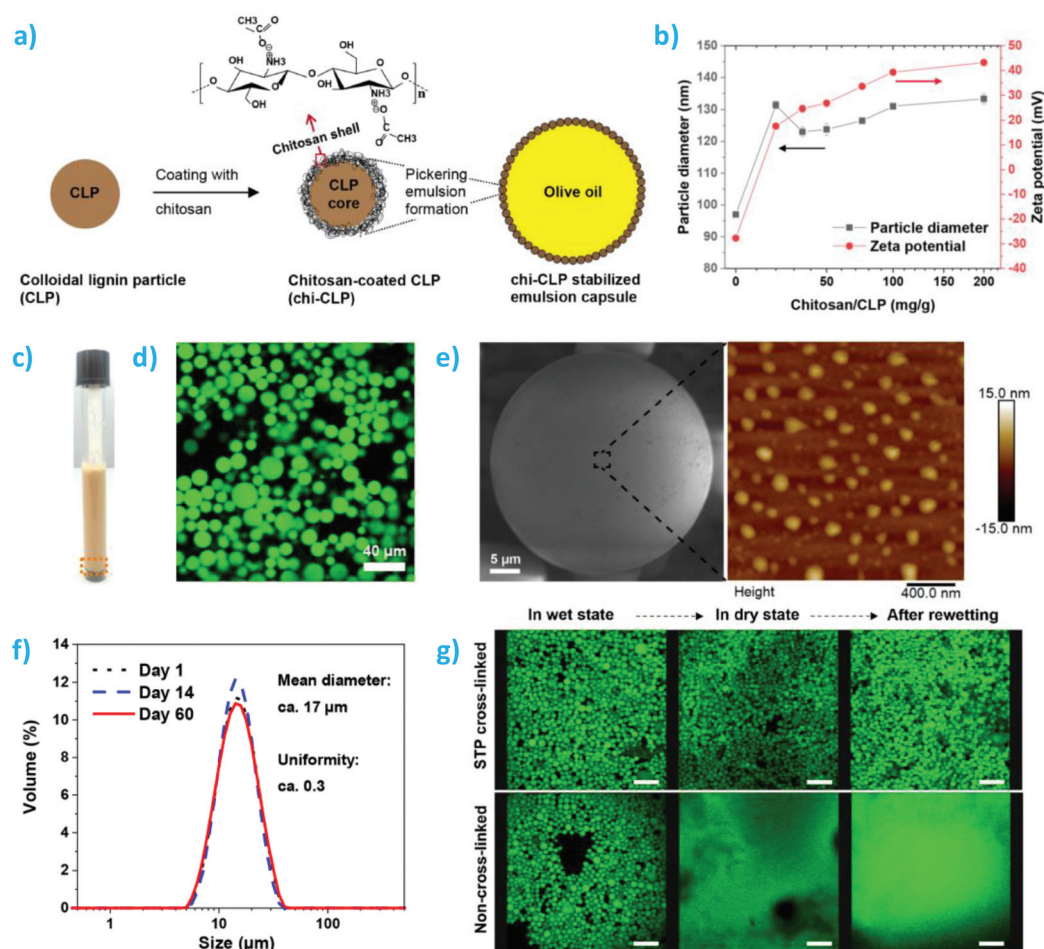 a)
CH3
O
O
⊖
⊕
NH3
OH
OH
HO
O
O
O
OH
NH3
⊕
⊖
O
O
CH3
n
Chitosan shell
CLP
Coating with
chitosan
CLP
core
Pickering
emulsion
formation
Olive oil
Colloidal lignin particle
(CLP)
Chitosan-coated CLP
(chi-CLP)
chi-CLP stabilized
emulsion capsule
b)
Particle diameter (nm)
150
140
130
120
110
100
90
80
50
40
30
20
10
0
-10
-20
-30
-40
Zeta potential (mV)
Particle diameter
Zeta potential
0 50 100 150 200
Chitosan/CLP (mg/g)
c)
d)
40 µm
e)
5 µm
15.0 nm
-15.0 nm
Height
400.0 nm
f)
Volume (%)
14
12
10
8
6
4
2
0
Day 1
Day 14
Day 60
Mean diameter:
ca. 17 µm
Uniformity:
ca. 0.3
1 10 100
Size (µm)
g)
In wet state In dry state After rewetting
STP cross-linked
Non-cross-linked